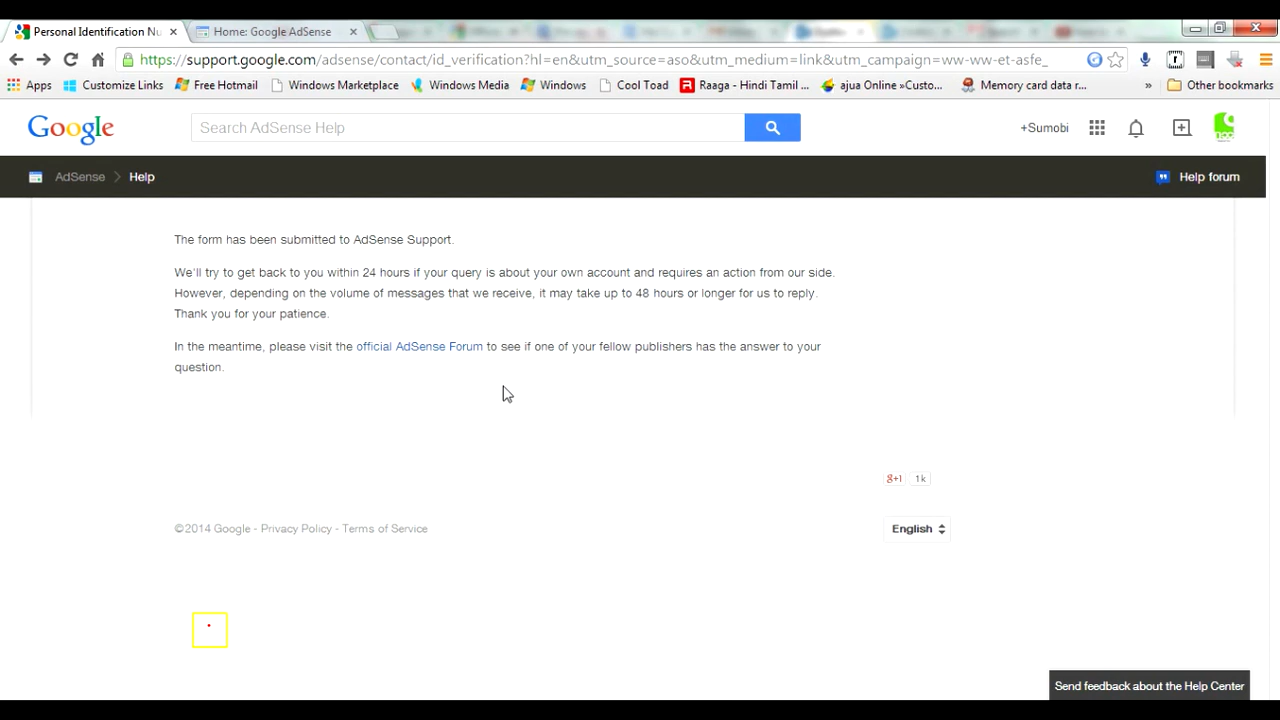 Personal Identification Nu
Home: Google AdSense
https://support.google.com/adsense/contact/id_verification?hl=en&utm_source=aso&utm_medium=link&utm_campaign=ww-ww-et-asfe_
Apps
Customize Links
Free Hotmail
Windows Marketplace
Windows Media
Windows
Cool Toad
Raaga - Hindi Tamil ...
ajua Online »Custo...
Memory card data r...
»
Other bookmarks
Google
Search AdSense Help
+Sumobi
AdSense
Help
Help forum
The form has been submitted to AdSense Support.
We'll try to get back to you within 24 hours if your query is about your own account and requires an action from our side.
However, depending on the volume of messages that we receive, it may take up to 48 hours or longer for us to reply.
Thank you for your patience.
In the meantime, please visit the official AdSense Forum to see if one of your fellow publishers has the answer to your
question.
g+1 1k
©2014 Google - Privacy Policy - Terms of Service
English
Send feedback about the Help Center